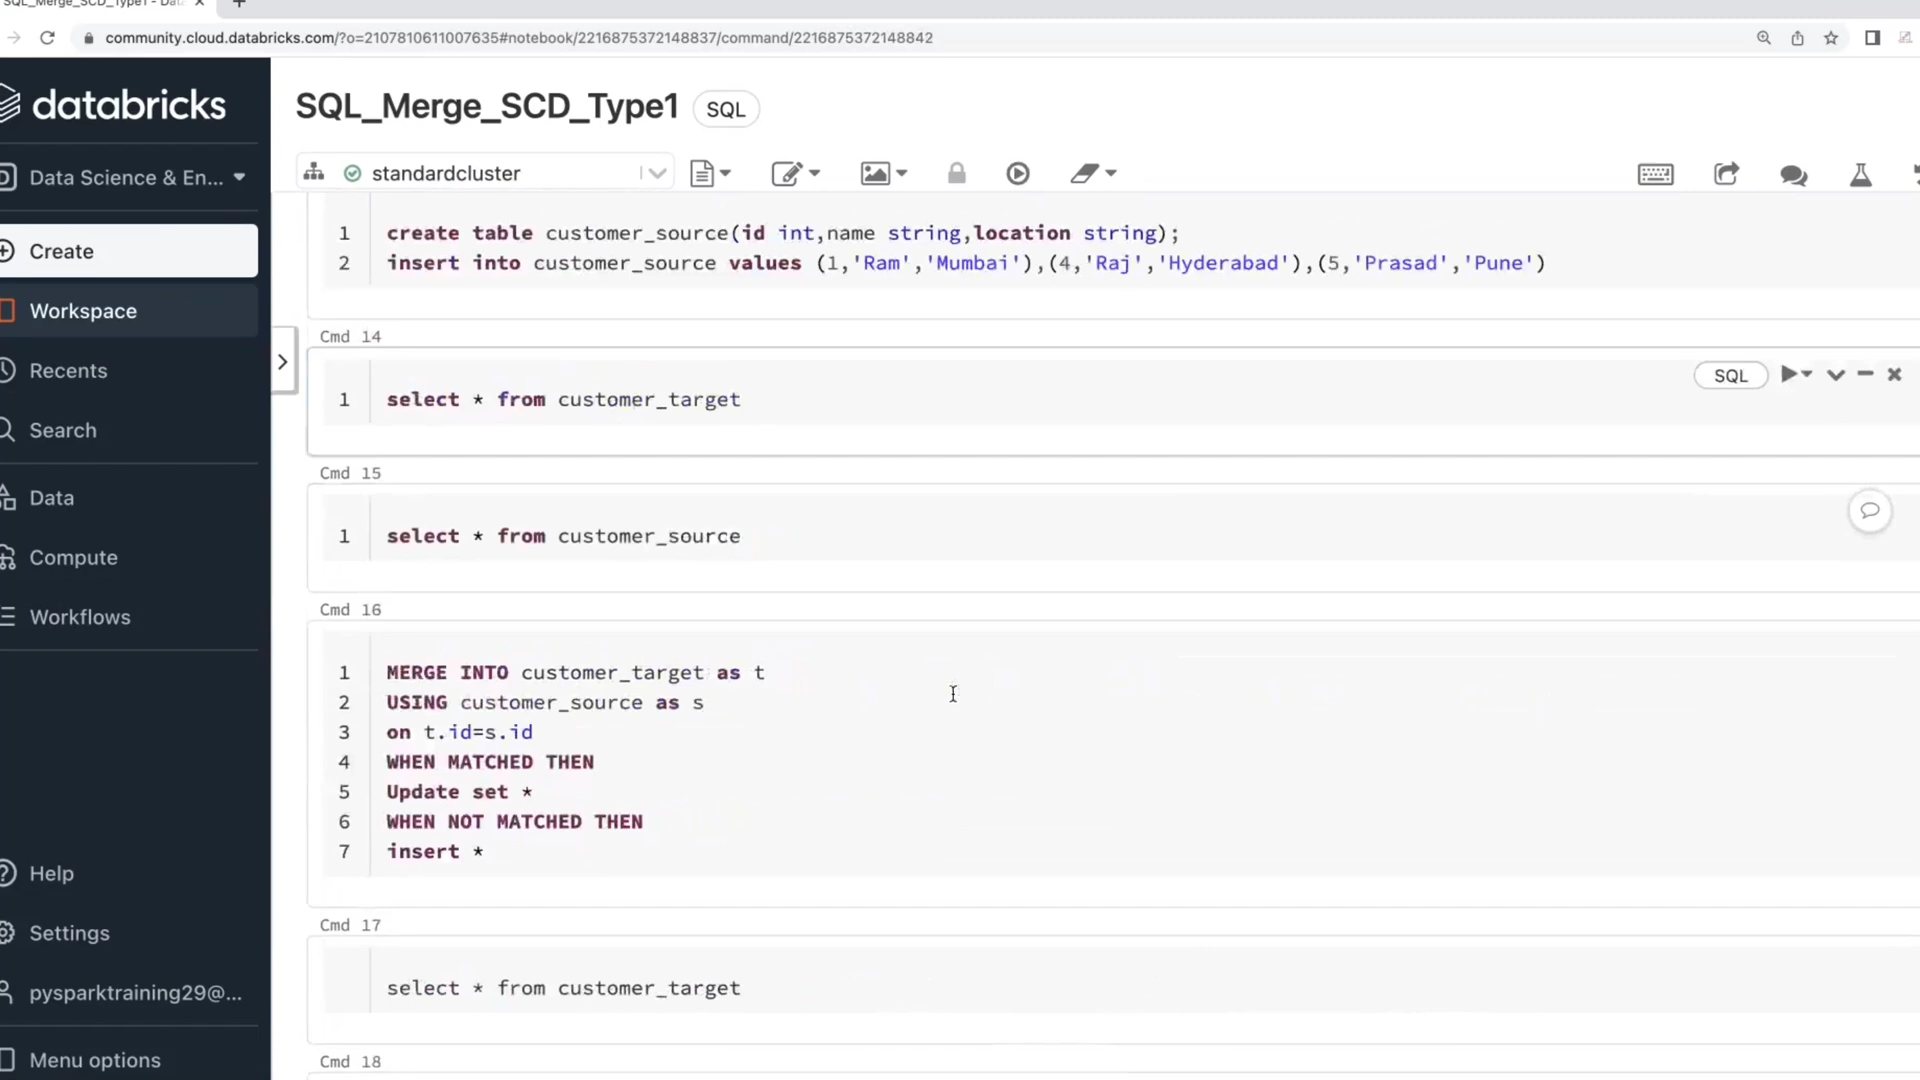 SQL_Merge_SCD_Type1 - Data
community.cloud.databricks.com/?o=2107810611007635#notebook/2216875372148837/command/2216875372148842
databricks
SQL_Merge_SCD_Type1 SQL
Data Science & En...
standardcluster
Create
Workspace
Recents
Search
Data
Compute
Workflows
Help
Settings
pysparktraining29@...
Menu options
1 create table customer_source(id int,name string,location string);
2 insert into customer_source values (1,'Ram','Mumbai'),(4,'Raj','Hyderabad'),(5,'Prasad','Pune')
Cmd 14
SQL
1 select * from customer_target
Cmd 15
1 select * from customer_source
Cmd 16
1 MERGE INTO customer_target as t
2 USING customer_source as s
3 on t.id=s.id
4 WHEN MATCHED THEN
5 Update set *
6 WHEN NOT MATCHED THEN
7 insert *
Cmd 17
select * from customer_target
Cmd 18